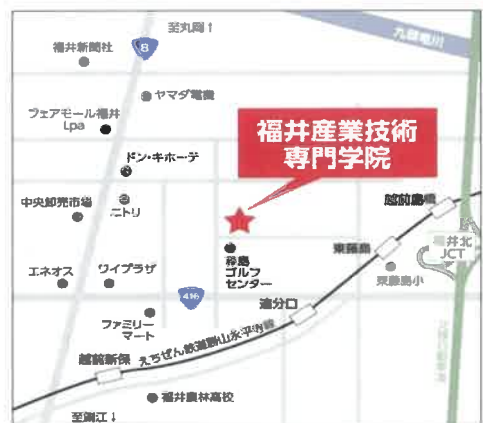 至丸岡↑
福井新聞社
8
九頭竜川
ヤマダ電機
フェアモール福井
Lpa
福井産業技術
専門学院
ドン・キホーテ
中央卸売市場
ニトリ
越前島橋
東藤島
福井北
JCT
ゴルフ
センター
東藤島小
エネオス
ワイプラザ
416
追分口
ファミリー
マート
えちぜん鉄道勝山永平寺線
越前新保
福井農林高校
至鯖江↓